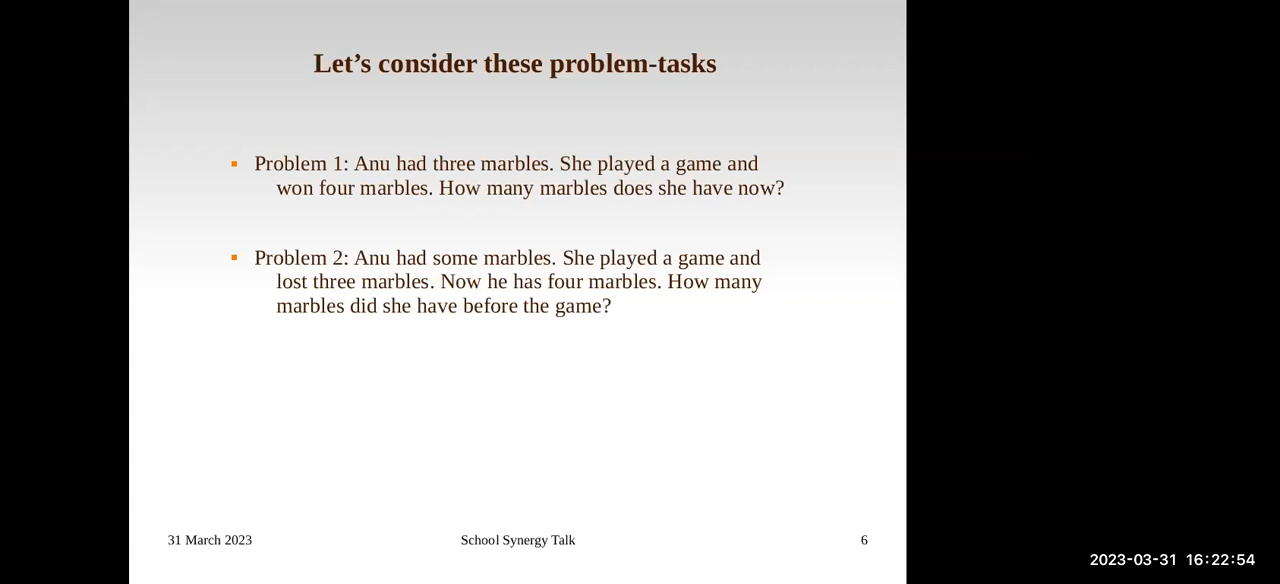 Let’s consider these problem-tasks
Problem 1: Anu had three marbles. She played a game and
won four marbles. How many marbles does she have now?
Problem 2: Anu had some marbles. She played a game and
lost three marbles. Now he has four marbles. How many
marbles did she have before the game?
31 March 2023
School Synergy Talk
6
2023-03-31 16:22:54